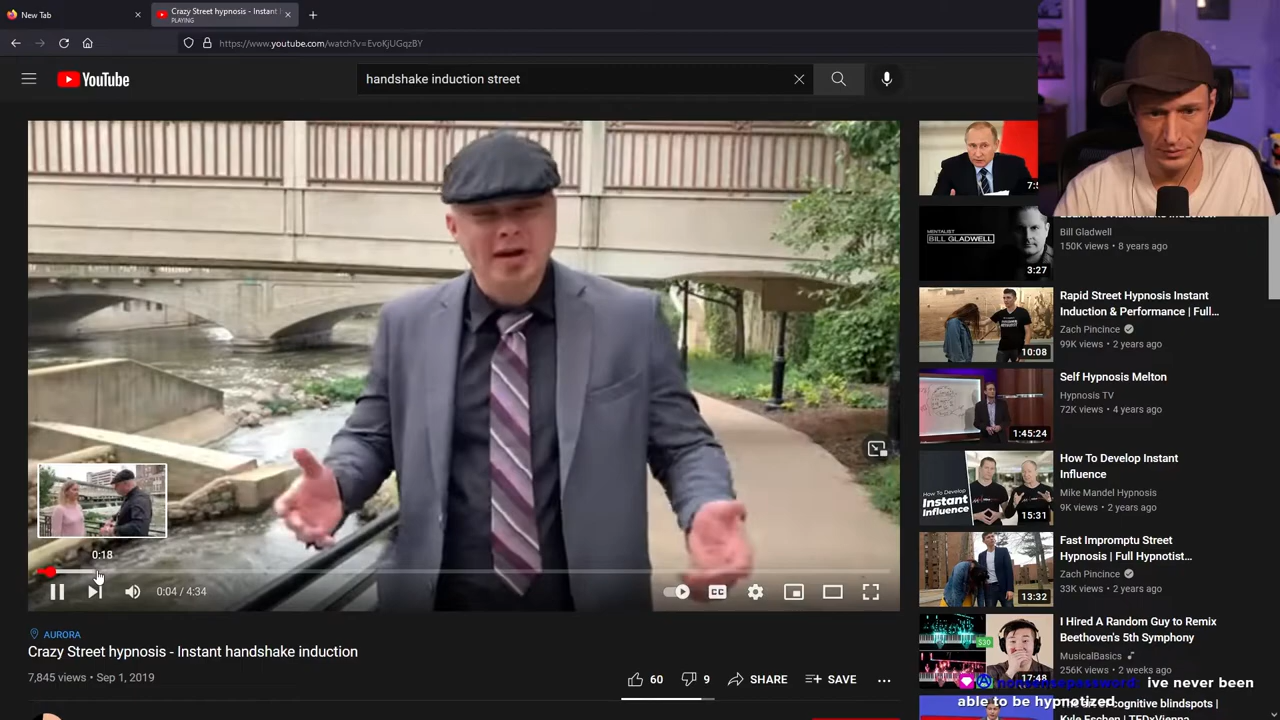 New Tab
Crazy Street hypnosis - Instant h
PLAYING
https://www.youtube.com/watch?v=EvoKjUGqzBY
YouTube
handshake induction street
7:5
MENTALIST
BILL GLADWELL
3:27
Bill Gladwell
150K views • 8 years ago
Rapid Street Hypnosis Instant
Induction & Performance | Full...
Zach Pincince
99K views • 2 years ago
10:08
Self Hypnosis Melton
Hypnosis TV
72K views • 4 years ago
1:45:24
How To Develop
INSTANT
INFLUENCE
15:31
How To Develop Instant
Influence
Mike Mandel Hypnosis
9K views • 2 years ago
Fast Impromptu Street
Hypnosis | Full Hypnotist...
Zach Pincince
33K views • 2 years ago
13:32
I Hired A Random Guy to Remix
Beethoven's 5th Symphony
MusicalBasics
256K views • 2 weeks ago
$30
17:48
0:18
0:04 / 4:34
CC
AURORA
Crazy Street hypnosis - Instant handshake induction
7,845 views • Sep 1, 2019
60
9
SHARE
SAVE
ive never been
able to be hypnotized
of cognitive blindspots |
Kyle Eschen | TEDxVienna